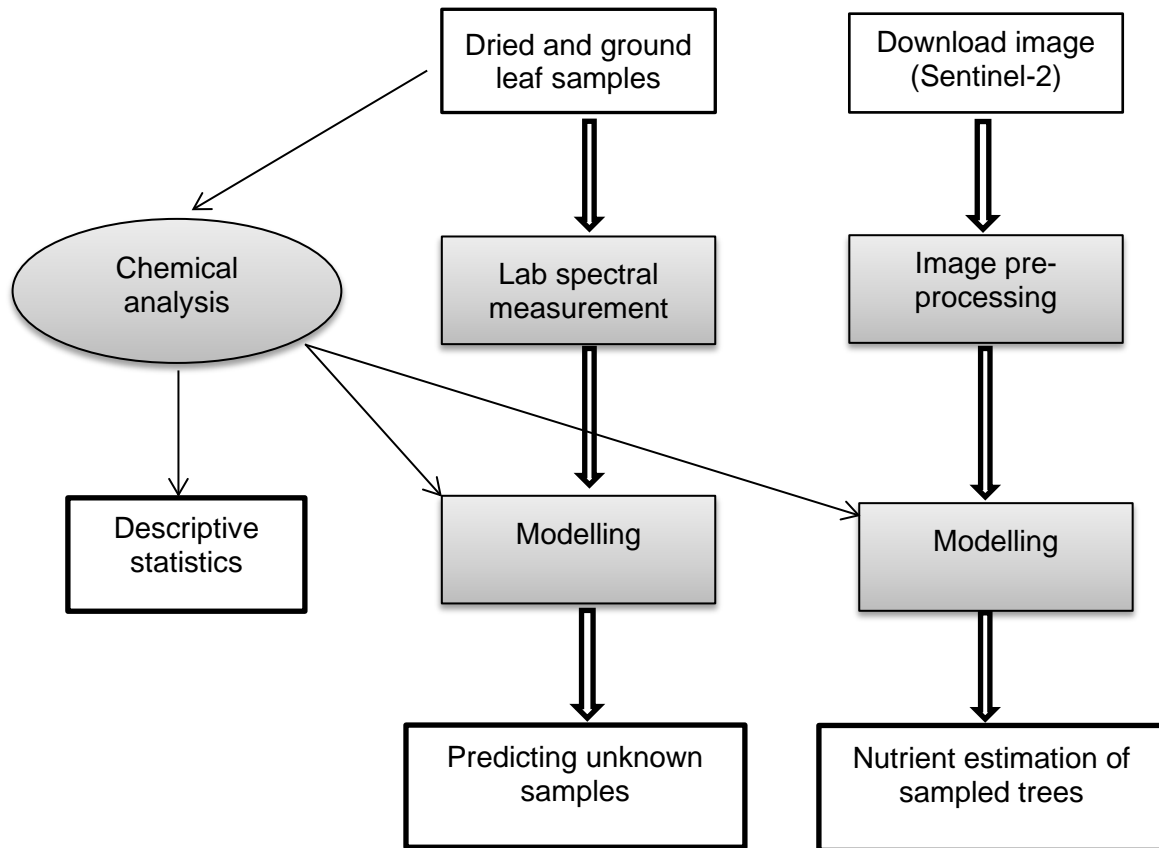 Dried and ground
leaf samples
Download image
(Sentinel-2)
Chemical
analysis
Lab spectral
measurement
Image pre-
processing
Descriptive
statistics
Modelling
Modelling
Predicting unknown
samples
Nutrient estimation of
sampled trees